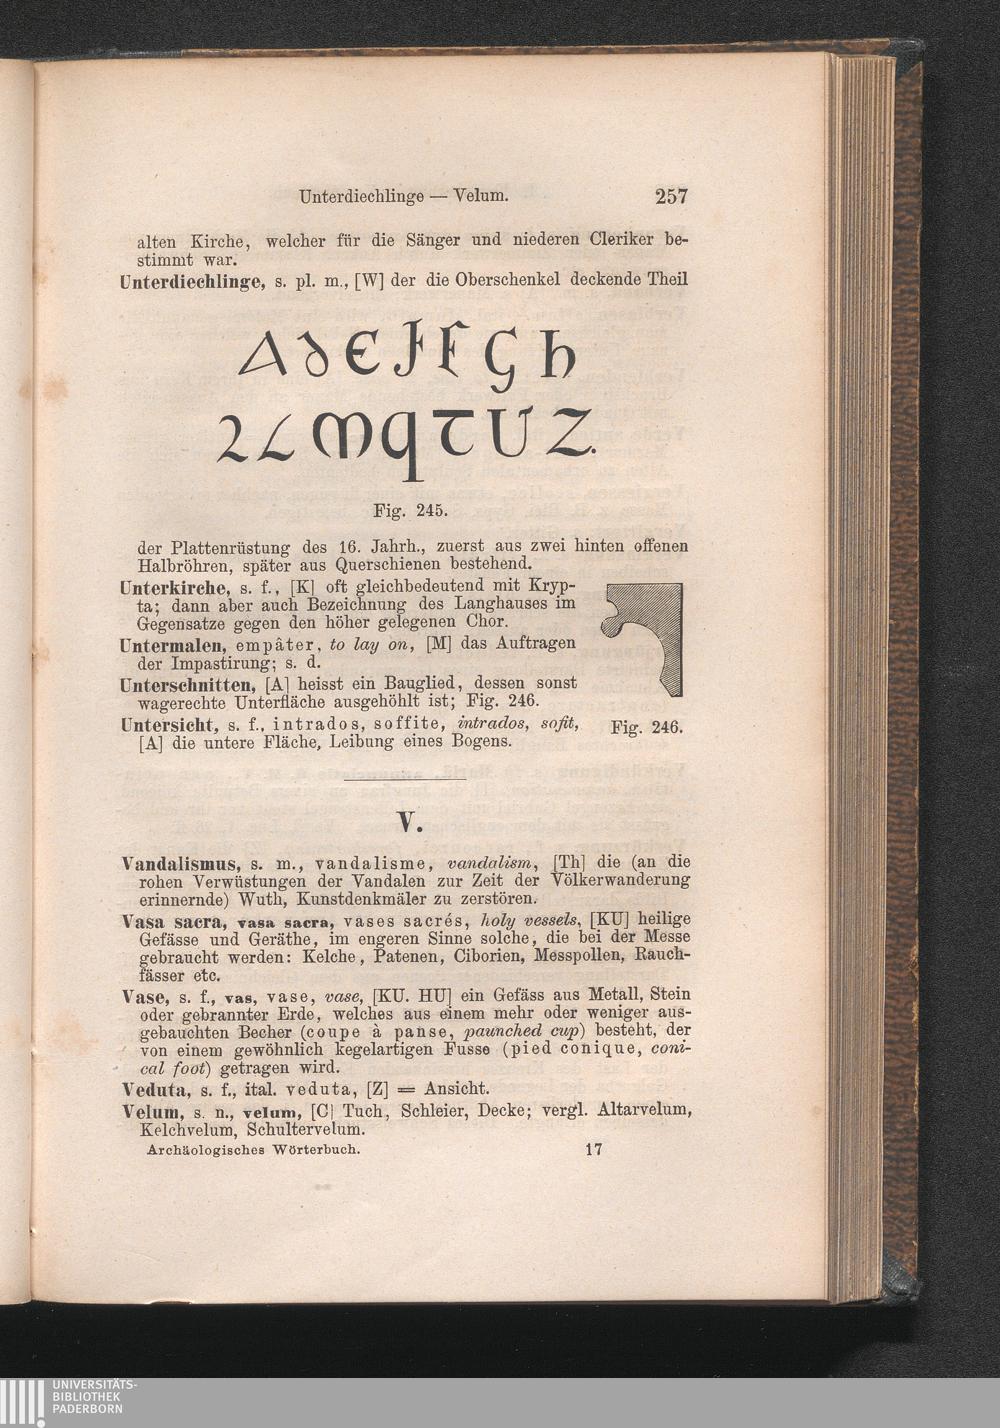 Unterdiechlinge — Velum. 257
alten Kirche, welcher für die Sänger und niederen Cleriker be-
stimmt war.
Unterdiechlinge, s. pl. m., [W] der die Oberschenkel deckende Theil
Fig. 245.
der Plattenrüstung des 16. Jahrh., zuerst aus zwei hinten offenen
Halbröhren, später aus Querschienen bestehend.
Unterkirche, s. f., [K] oft gleichbedeutend mit Kryp-
ta; dann aber auch Bezeichnung des Langhauses im
Gegensatze gegen den höher gelegenen Chor.
Untermalen, empâter, to lay on, [M] das Auftragen
der Impastirung; s. d.
Unterschnitten, [A] heisst ein Bauglied, dessen sonst
wagerechte Unterfläche ausgehöhlt ist; Fig. 246.
Untersicht, s. f., intrados, soffite, intrados, sofit,
[A] die untere Fläche, Leibung eines Bogens.
Fig. 246.
V.
Vandalismus, s. m., vandalisme, vandalism, [Th] die (an die
rohen Verwüstungen der Vandalen zur Zeit der Völkerwanderung
erinnernde) Wuth, Kunstdenkmäler zu zerstören.
Vasa sacra, vasa sacra, vases sacrés, holy vessels, [KU] heilige
Gefässe und Geräthe, im engeren Sinne solche, die bei der Messe
gebraucht werden: Kelche, Patenen, Ciborien, Messpollen, Rauch-
fässer etc.
Vase, s. f., vas, vase, vase, [KU. HU] ein Gefäss aus Metall, Stein
oder gebrannter Erde, welches aus einem mehr oder weniger aus-
gebauchten Becher (coupe à panse, paunched cup) besteht, der
von einem gewöhnlich kegelartigen Fusse (pied conique, coni-
cal foot) getragen wird.
Veduta, s. f., ital. veduta, [Z] = Ansicht.
Velum, s. n., velum, [C] Tuch, Schleier, Decke; vergl. Altarvelum,
Kelchvelum, Schultervelum.
Archäologisches Wörterbuch. 17
UNIVERSITÄTS-
BIBLIOTHEK
PADERBORN